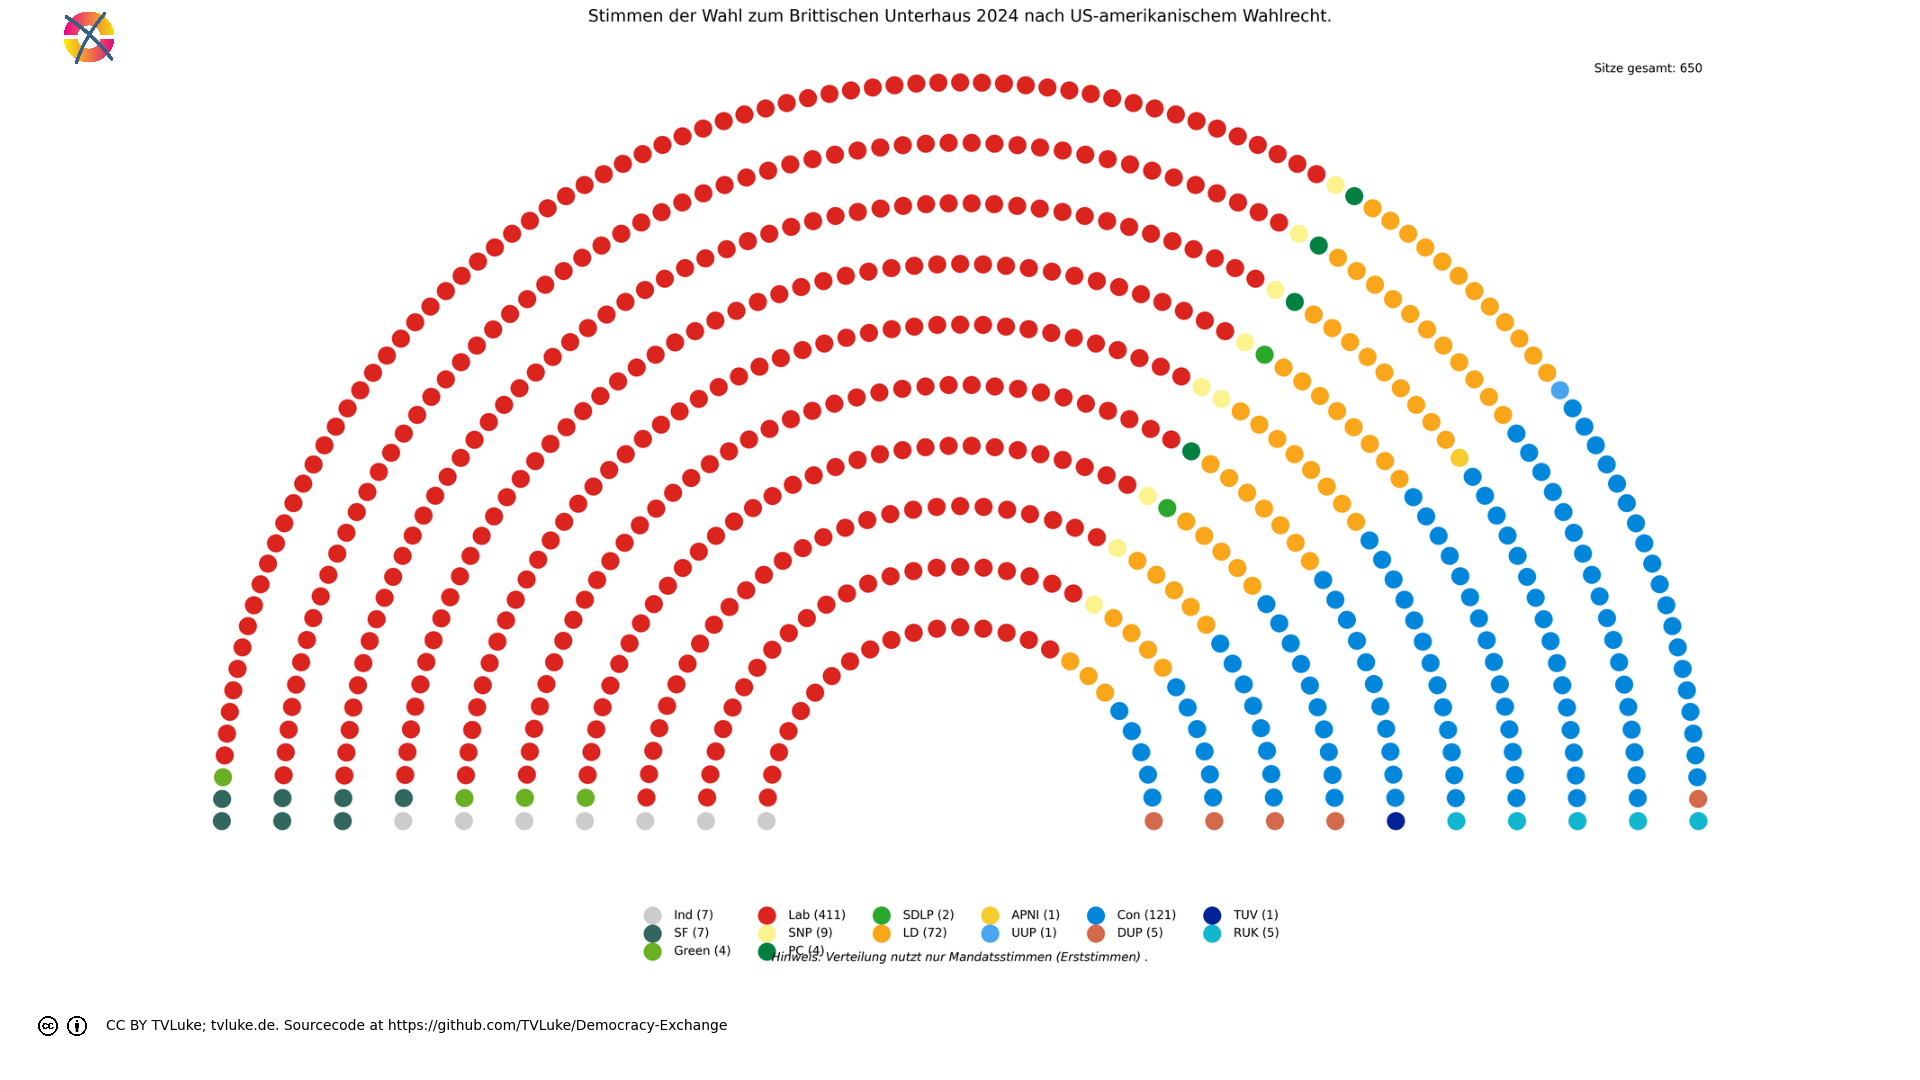 Stimmen der Wahl zum Brittischen Unterhaus 2024 nach US-amerikanischem Wahlrecht.
Sitze gesamt: 650
Ind (7) Lab (411) SDLP (2) APNI (1) Con (121) TUV (1)
SF (7) SNP (9) LD (72) UUP (1) DUP (5) RUK (5)
Green (4) PC (4)
Hinweis: Verteilung nutzt nur Mandatsstimmen (Erststimmen) .
cc CC BY TVLuke; tvluke.de. Sourcecode at https://github.com/TVLuke/Democracy-Exchange